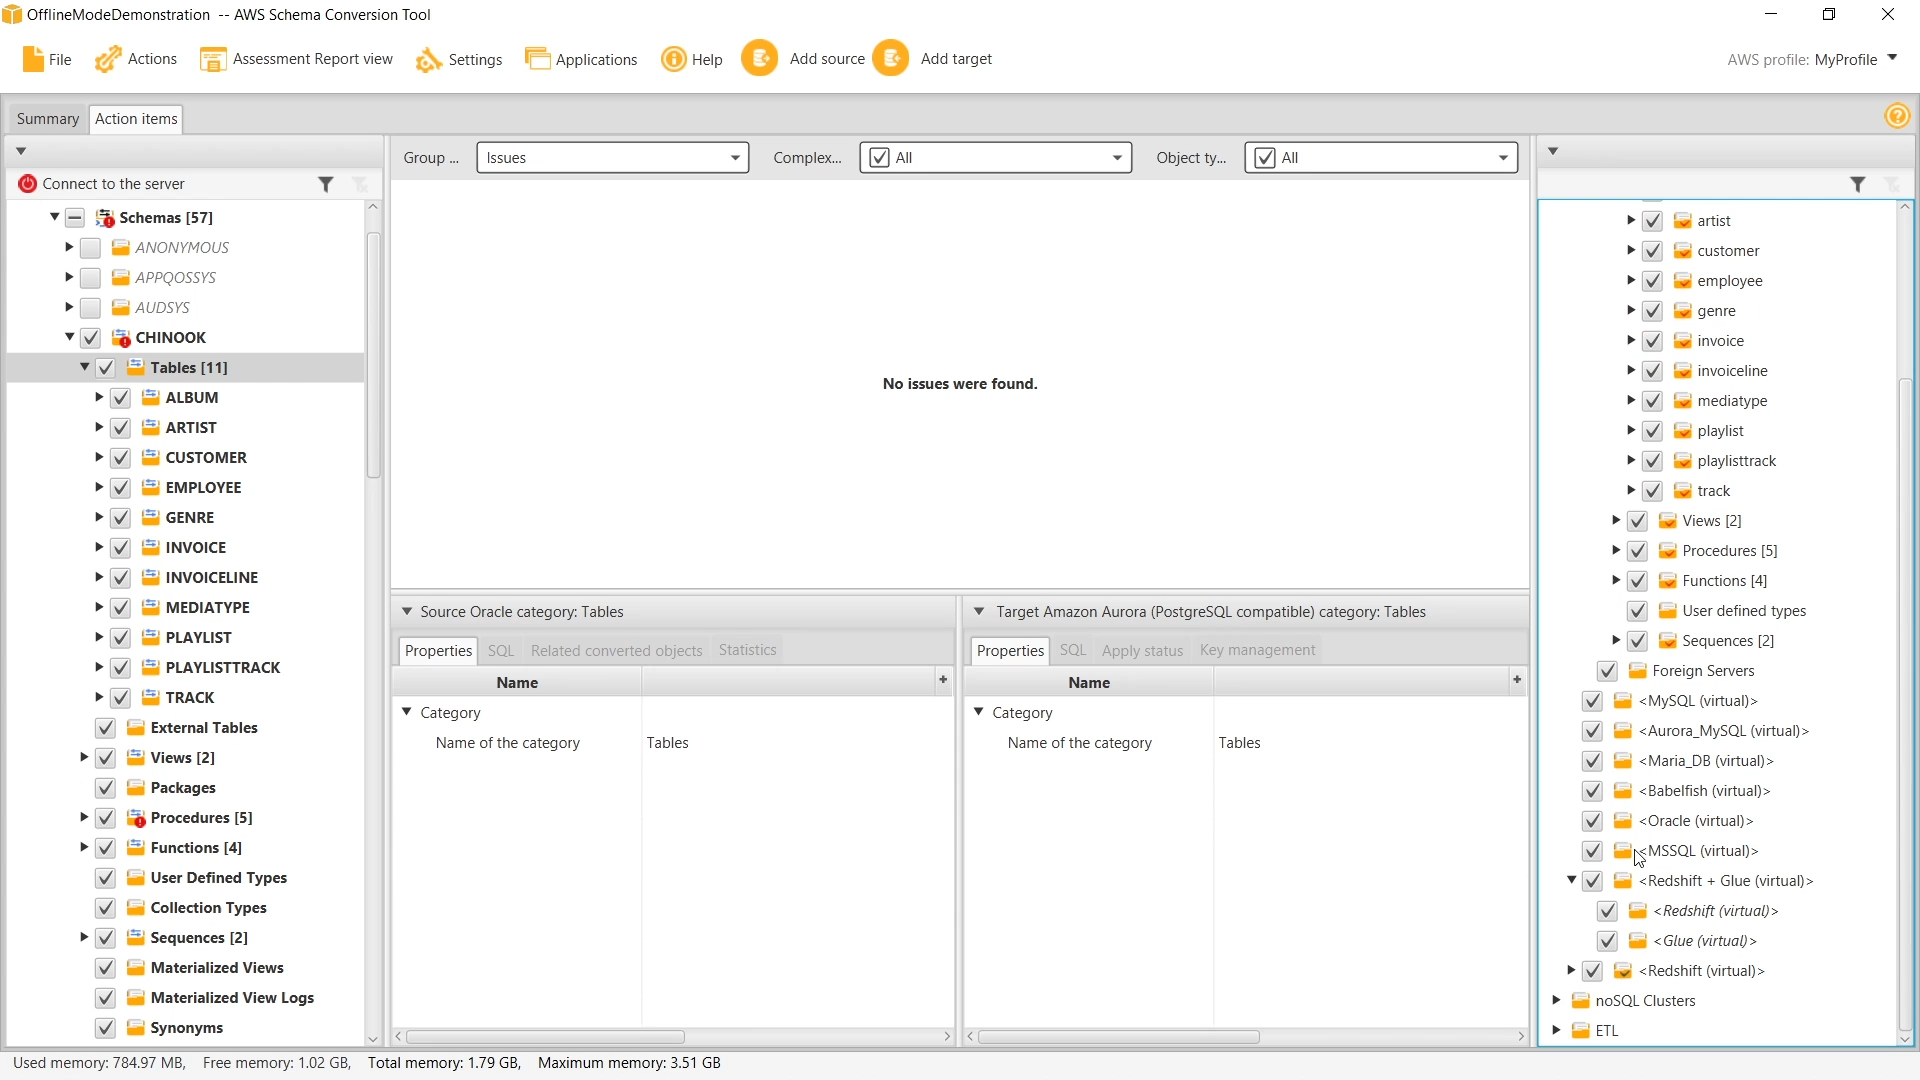 OfflineModeDemonstration -- AWS Schema Conversion Tool
File
Actions
Assessment Report view
Settings
Applications
Help
Add source
Add target
AWS profile: MyProfile
Summary
Action items
Connect to the server
Schemas [57]
ANONYMOUS
APPQOSSYS
AUDSYS
CHINOOK
Tables [11]
ALBUM
ARTIST
CUSTOMER
EMPLOYEE
GENRE
INVOICE
INVOICELINE
MEDIATYPE
PLAYLIST
PLAYLISTTRACK
TRACK
External Tables
Views [2]
Packages
Procedures [5]
Functions [4]
User Defined Types
Collection Types
Sequences [2]
Materialized Views
Materialized View Logs
Synonyms
Group ...
Issues
Complex...
All
Object ty...
All
No issues were found.
Source Oracle category: Tables
Properties
SQL
Related converted objects
Statistics
Name
Category
Name of the category
Tables
Target Amazon Aurora (PostgreSQL compatible) category: Tables
Properties
SQL
Apply status
Key management
Name
Category
Name of the category
Tables
artist
customer
employee
genre
invoice
invoiceline
mediatype
playlist
playlisttrack
track
Views [2]
Procedures [5]
Functions [4]
User defined types
Sequences [2]
Foreign Servers
<MySQL (virtual)>
<Aurora_MySQL (virtual)>
<Maria_DB (virtual)>
<Babelfish (virtual)>
<Oracle (virtual)>
<MSSQL (virtual)>
<Redshift + Glue (virtual)>
<Redshift (virtual)>
<Glue (virtual)>
<Redshift (virtual)>
noSQL Clusters
ETL
Used memory: 784.97 MB, Free memory: 1.02 GB, Total memory: 1.79 GB, Maximum memory: 3.51 GB